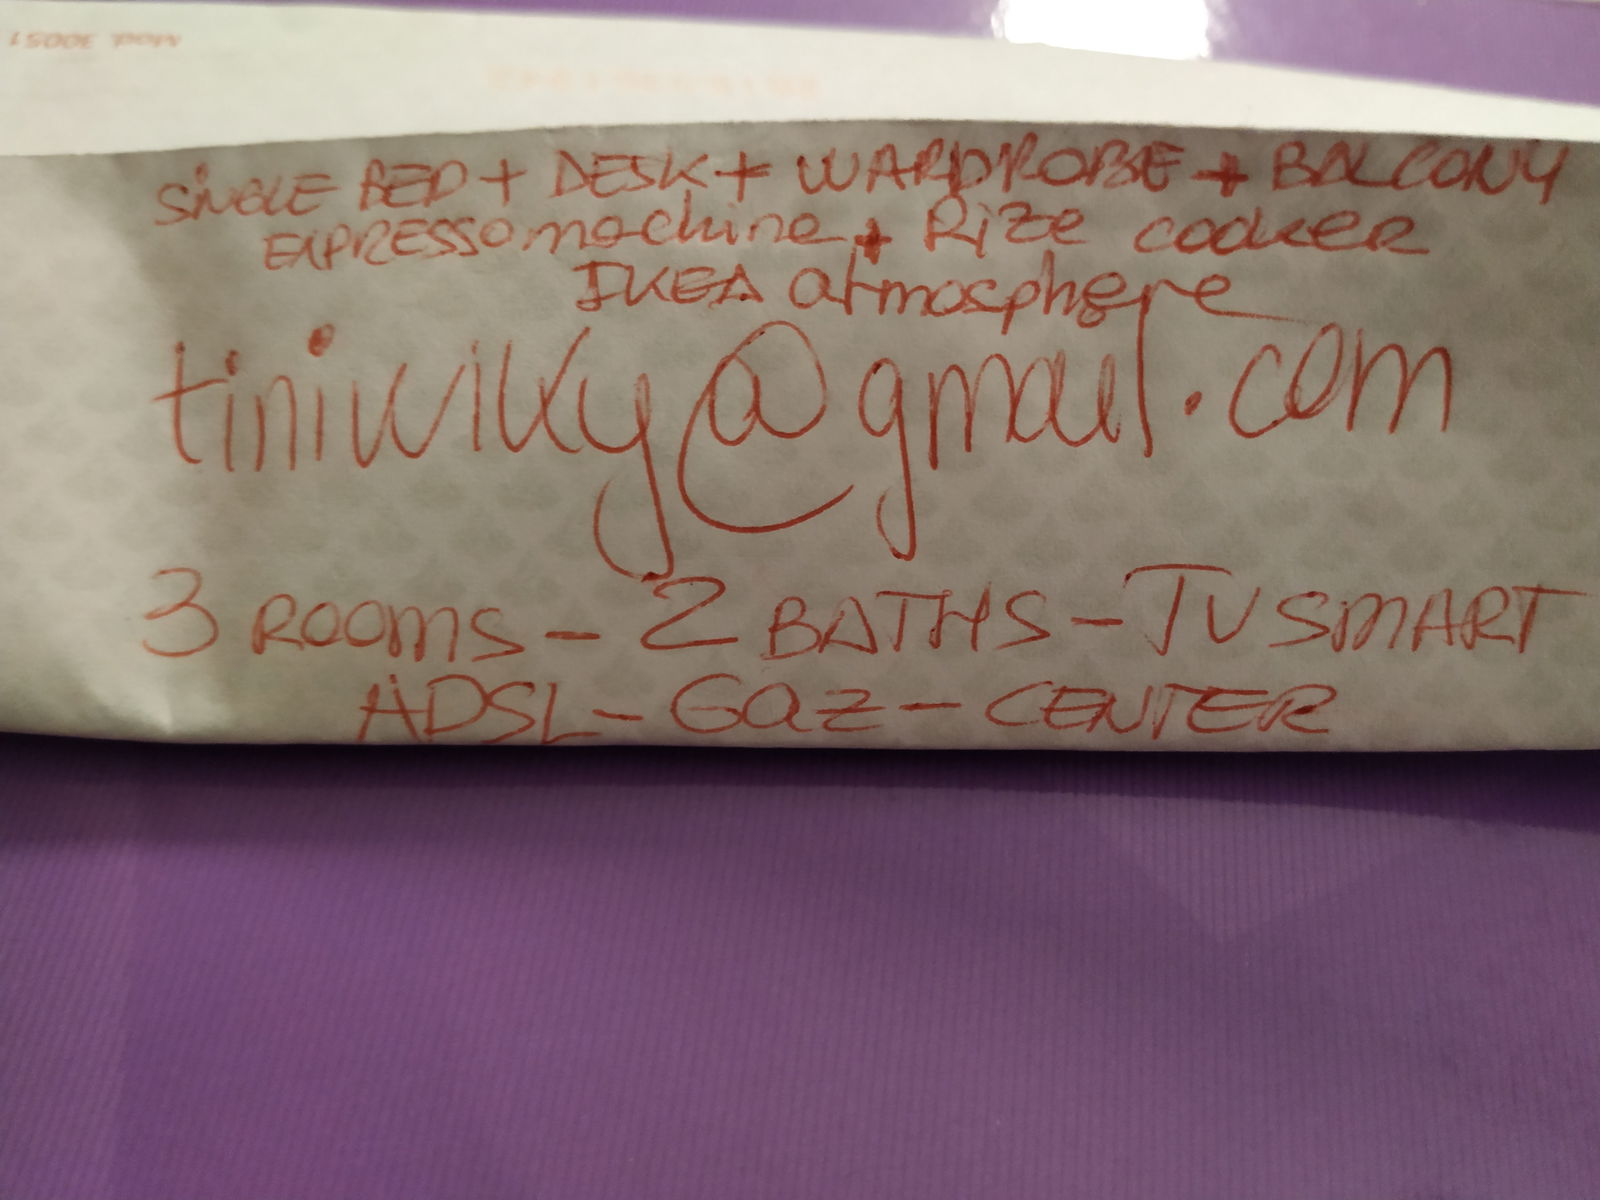 SiNGLE BED + DESK + WARDROBE + BALCONY
EXPRESSO machine + Rize cooker
IKEA atmosphere
tiniwilky@gmail.com
3 ROOMS - 2 BATHS - TV SMART
ADSL - GAZ - CENTER